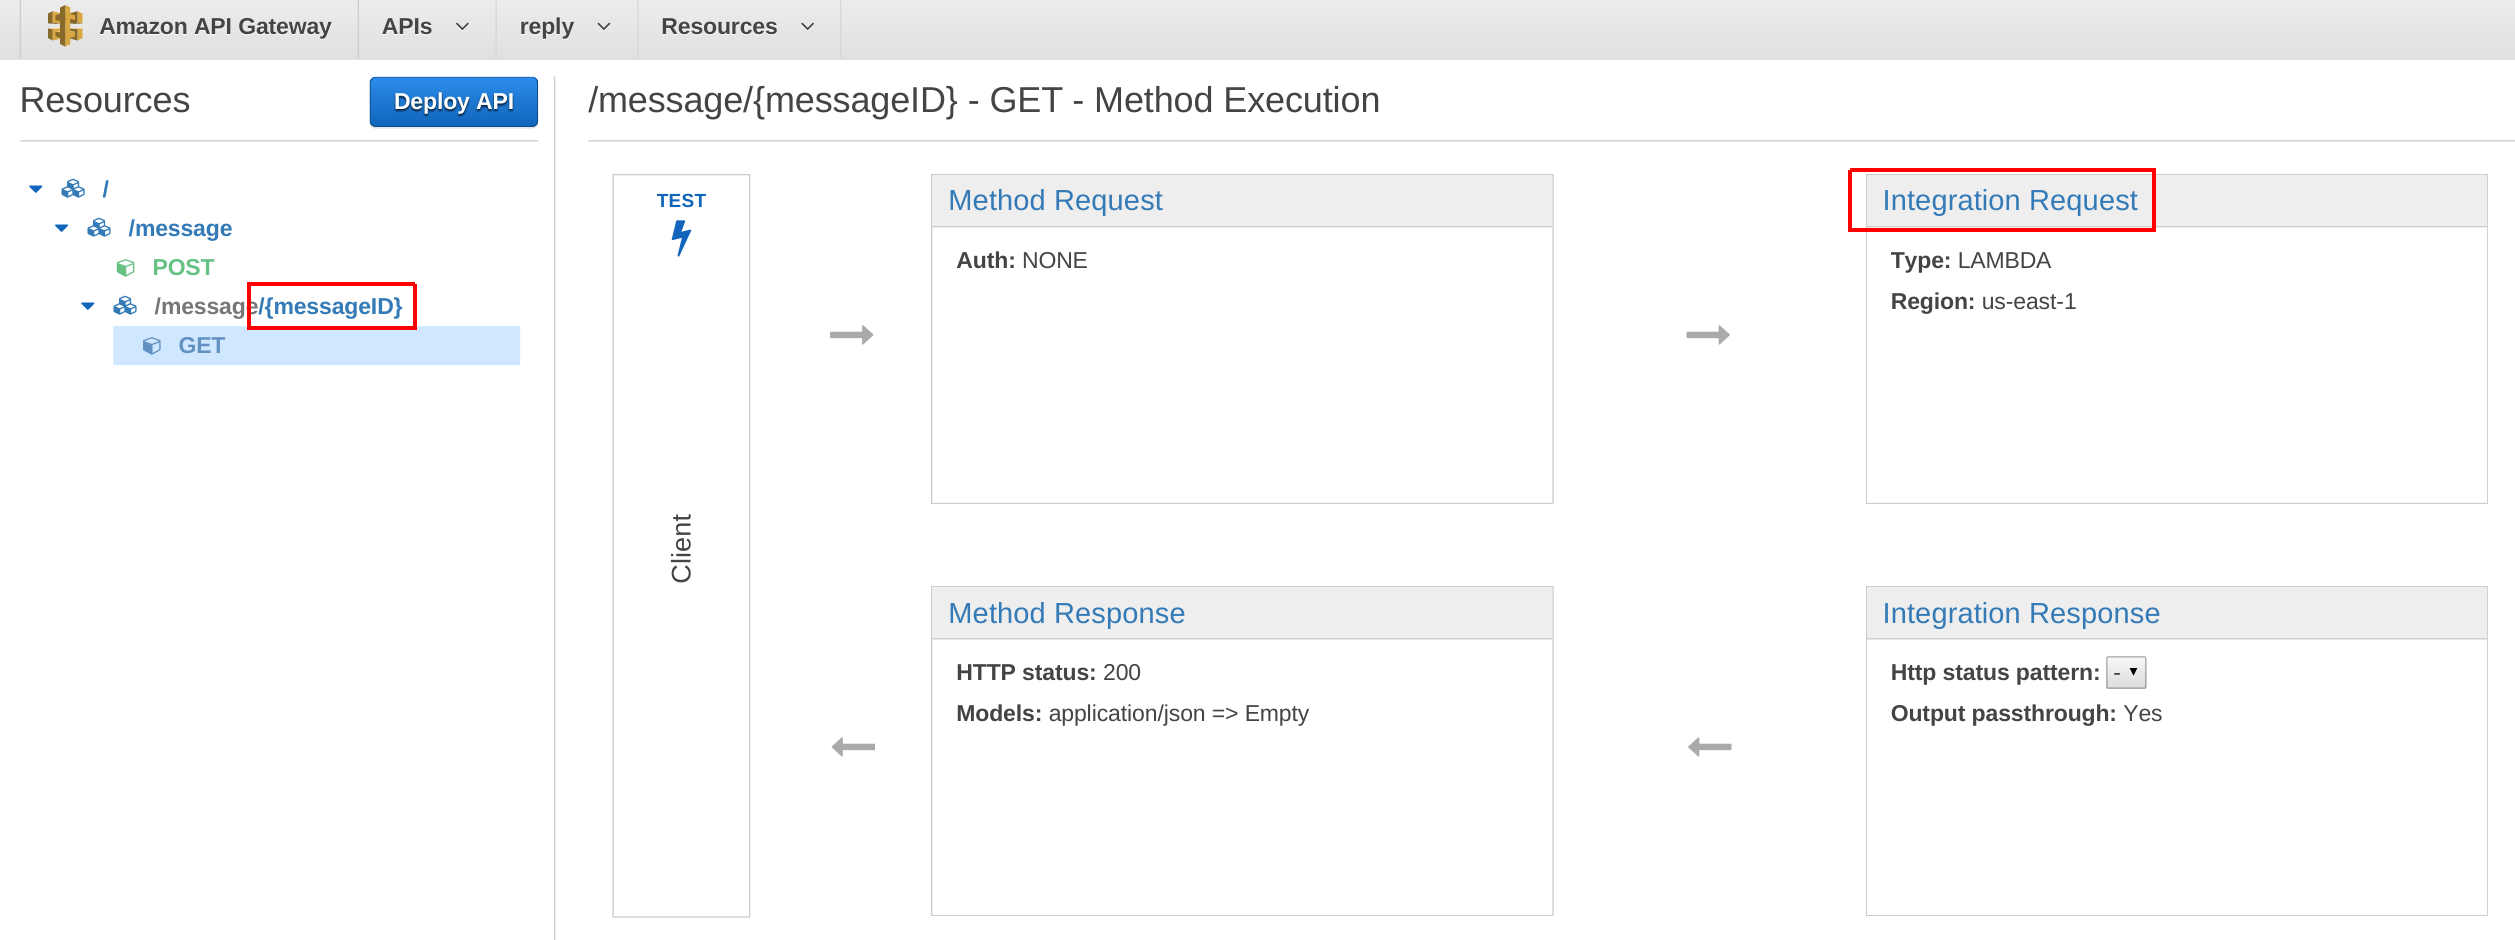 Amazon API Gateway APIs reply Resources
Resources
Deploy API
/message/{messageID} - GET - Method Execution
/
/message
POST
/message/{messageID}
GET
TEST
Client
Method Request
Auth: NONE
Integration Request
Type: LAMBDA
Region: us-east-1
Method Response
HTTP status: 200
Models: application/json => Empty
Integration Response
Http status pattern: -
Output passthrough: Yes